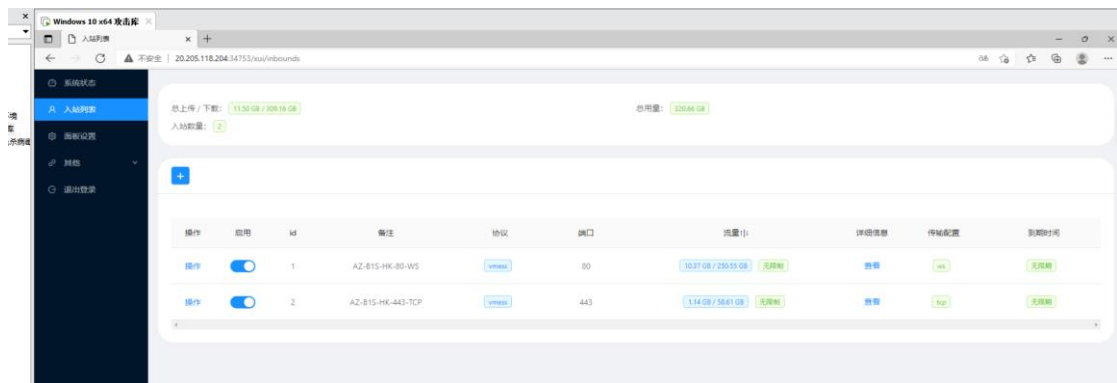 Windows 10 x64 攻击库
入站列表
不安全 | 20.205.118.204:34753/xui/inbounds
系统状态
入站列表
面板设置
其他
退出登录
总上传 / 下载: 11.50 GB / 309.16 GB
总用量: 320.66 GB
入站数量: 2
+
操作 启用 id 备注 协议 端口 流量↑|↓ 详细信息 传输配置 到期时间
操作 1 AZ-B1S-HK-80-WS vmess 80 10.37 GB / 250.55 GB 无限制 查看 ws 无限期
操作 2 AZ-B1S-HK-443-TCP vmess 443 1.14 GB / 58.61 GB 无限制 查看 tcp 无限期